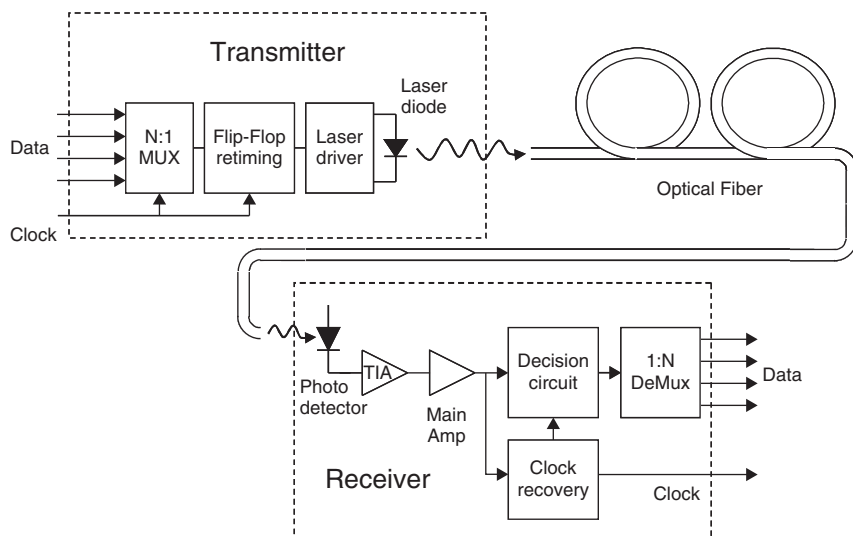 Transmitter
Laser
diode
Data
N:1
MUX
Flip-Flop
retiming
Laser
driver
Clock
Optical Fiber
Photo
detector
TIA
Main
Amp
Decision
circuit
1:N
DeMux
Data
Receiver
Clock
recovery
Clock